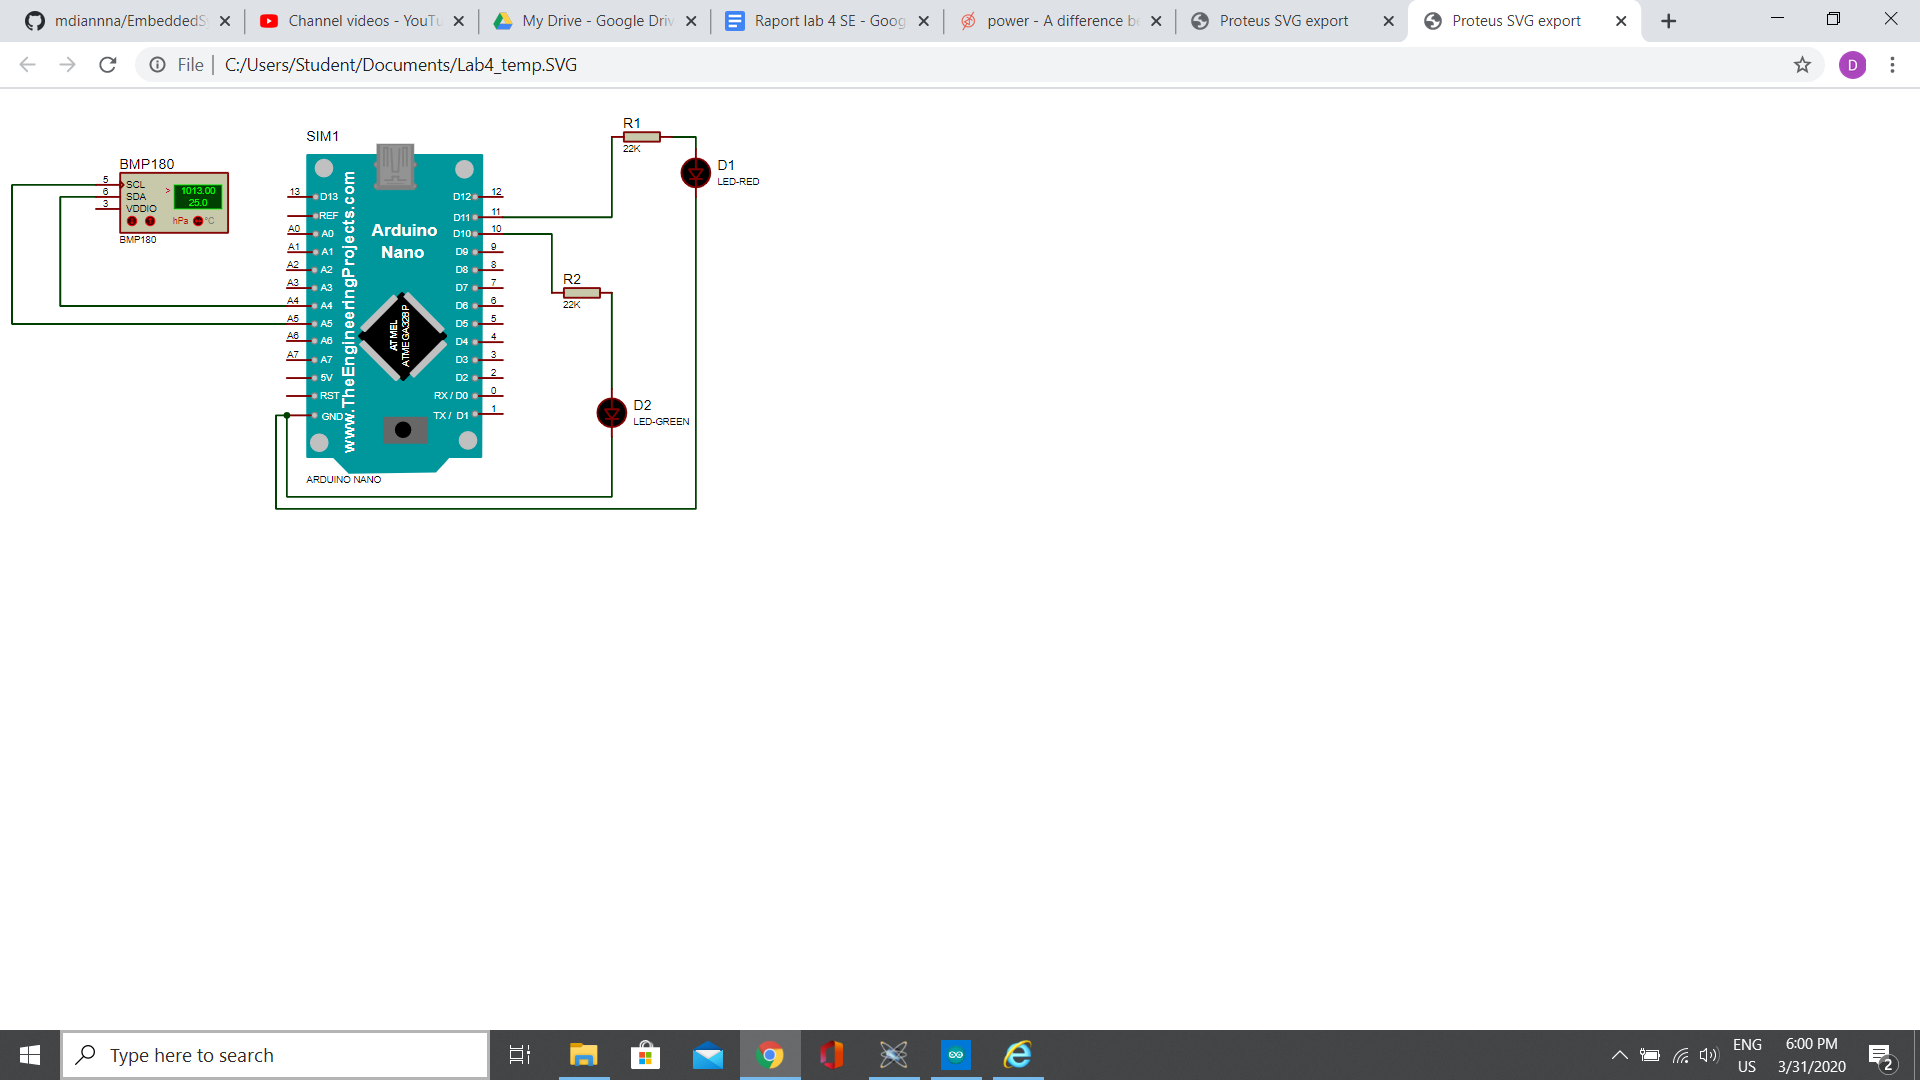 mdiannna/EmbeddedS
Channel videos - YouTu
My Drive - Google Driv
Raport lab 4 SE - Goog
power - A difference be
Proteus SVG export
Proteus SVG export
File
C:/Users/Student/Documents/Lab4_temp.SVG
D
R1
22K
D1
LED-RED
SIM1
BMP180
5 SCL
6 SDA
3 VDDIO
> 1013.00
25.0
hPa °C
BMP180
www.TheEngineeringProjects.com
Arduino
Nano
ATMEL
ATMEGA328P
13 D13
REF
A0 A0
A1 A1
A2 A2
A3 A3
A4 A4
A5 A5
A6 A6
A7 A7
5V
RST
GND
D12 12
D11 11
D10 10
D9 9
D8 8
D7 7
D6 6
D5 5
D4 4
D3 3
D2 2
RX / D0 0
TX / D1 1
ARDUINO NANO
R2
22K
D2
LED-GREEN
Type here to search
ENG
US
6:00 PM
3/31/2020
2